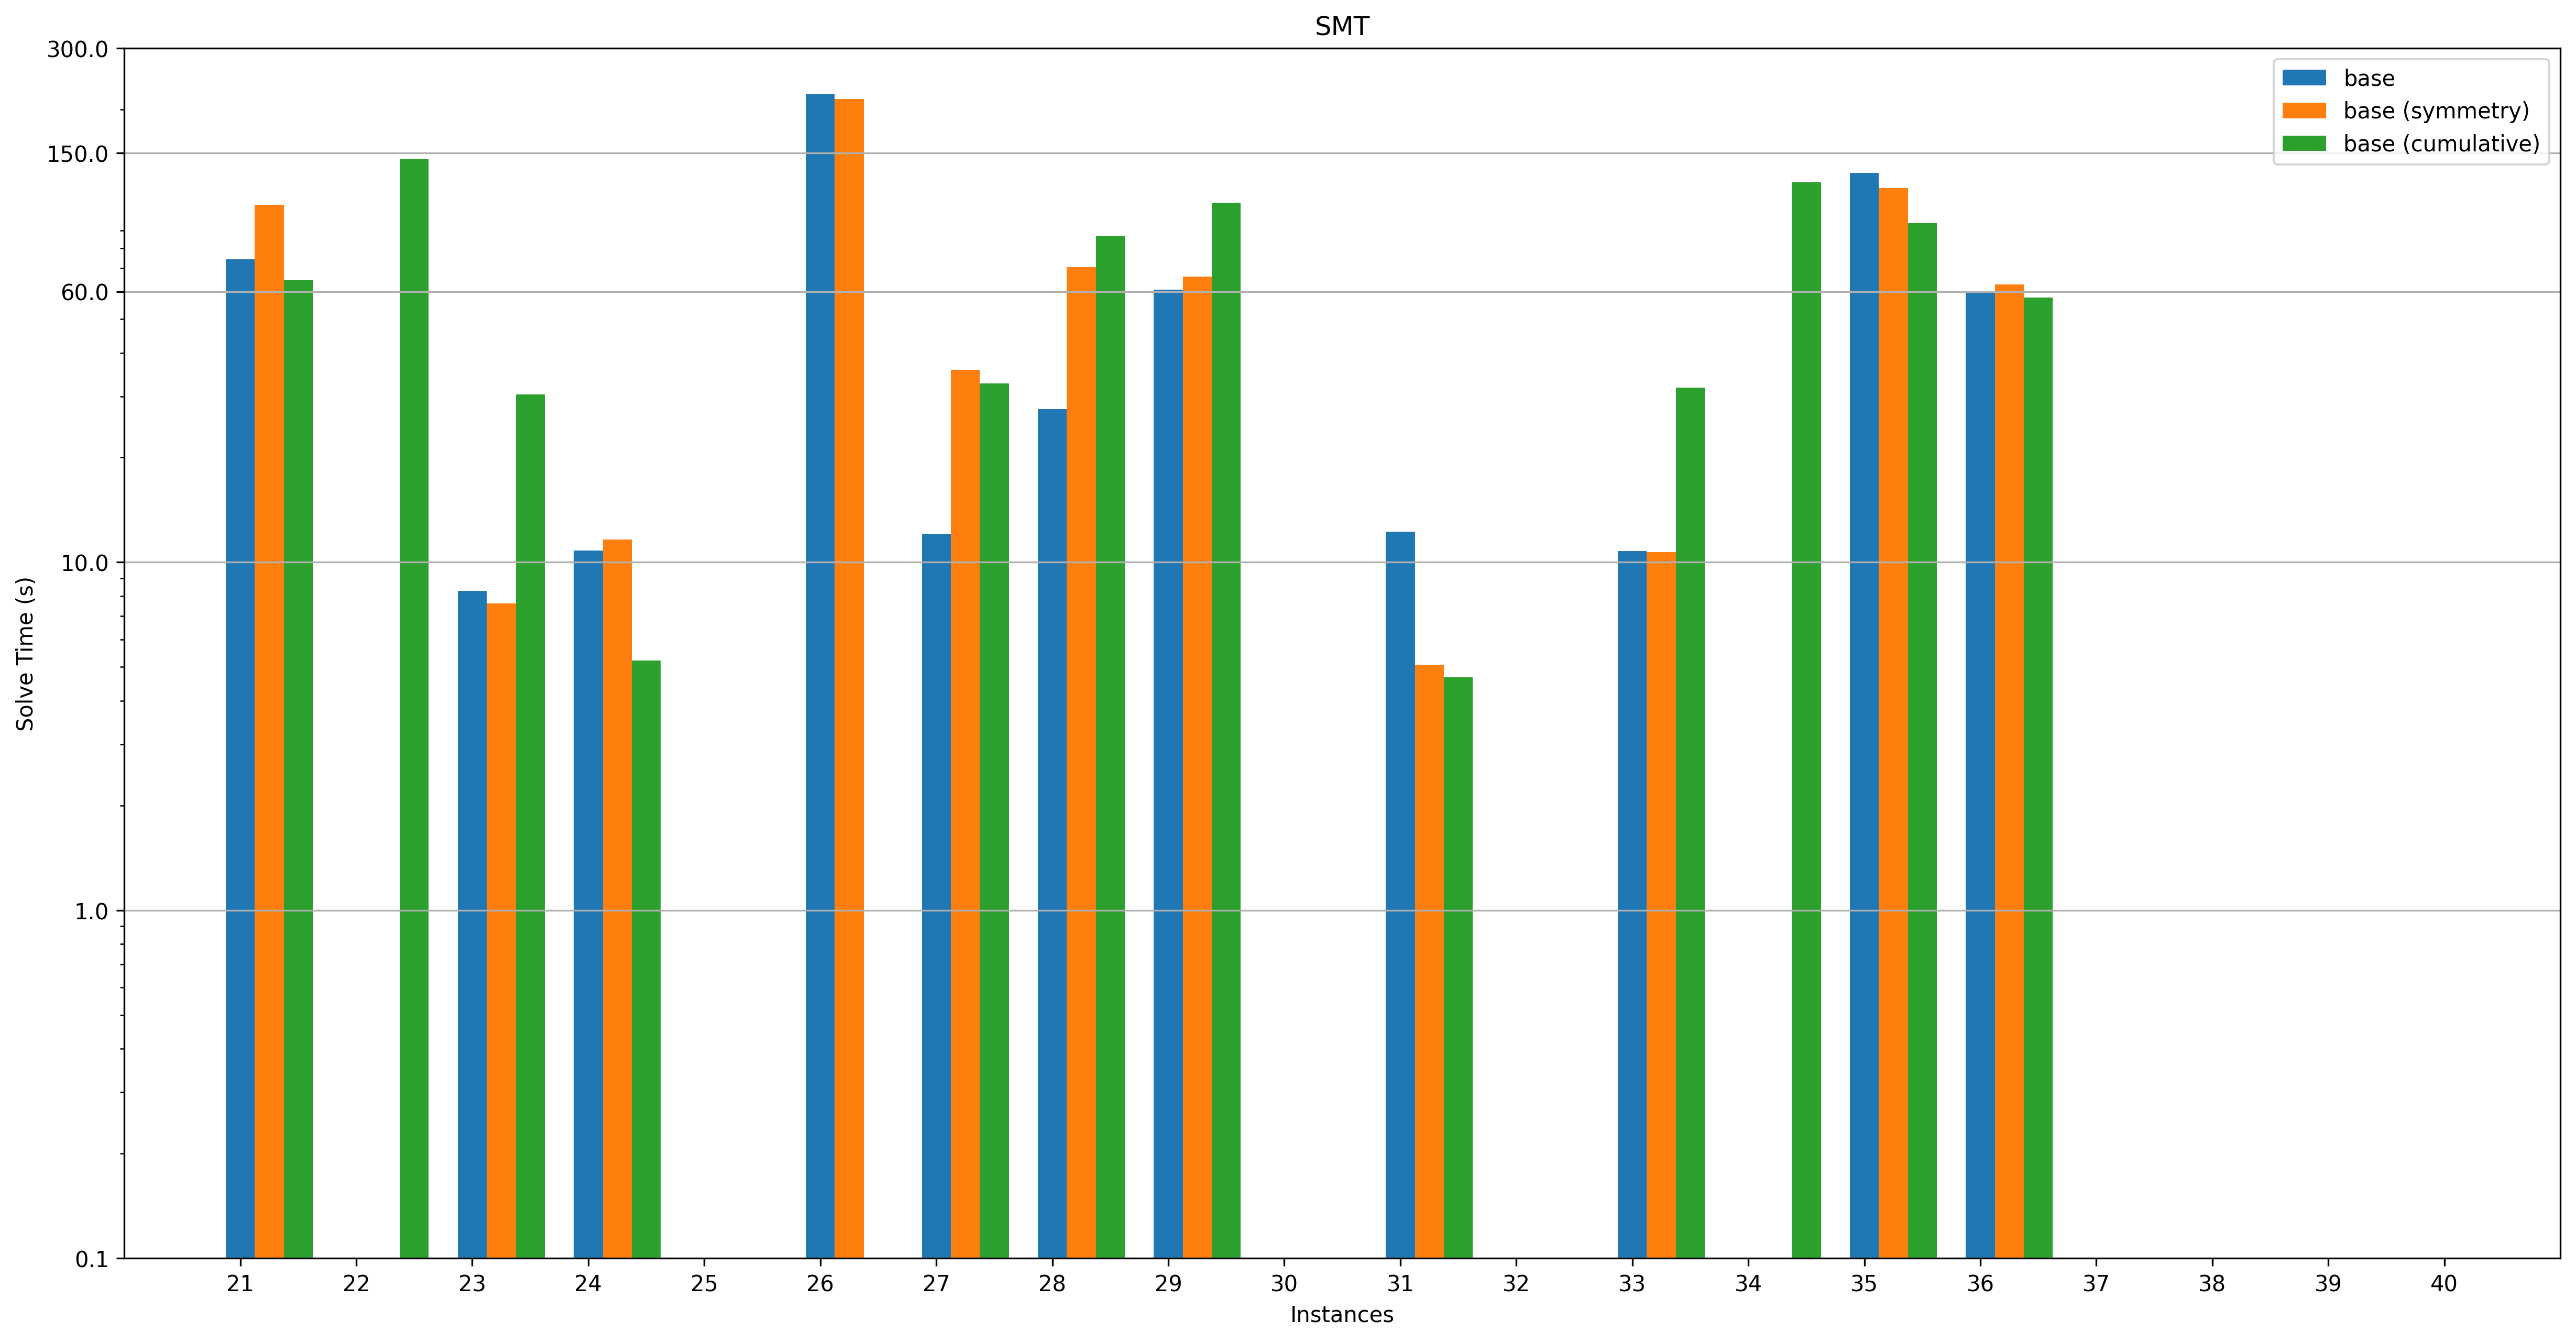 SMT
300.0
150.0
60.0
10.0
1.0
0.1
Solve Time (s)
base
base (symmetry)
base (cumulative)
21 22 23 24 25 26 27 28 29 30 31 32 33 34 35 36 37 38 39 40
Instances